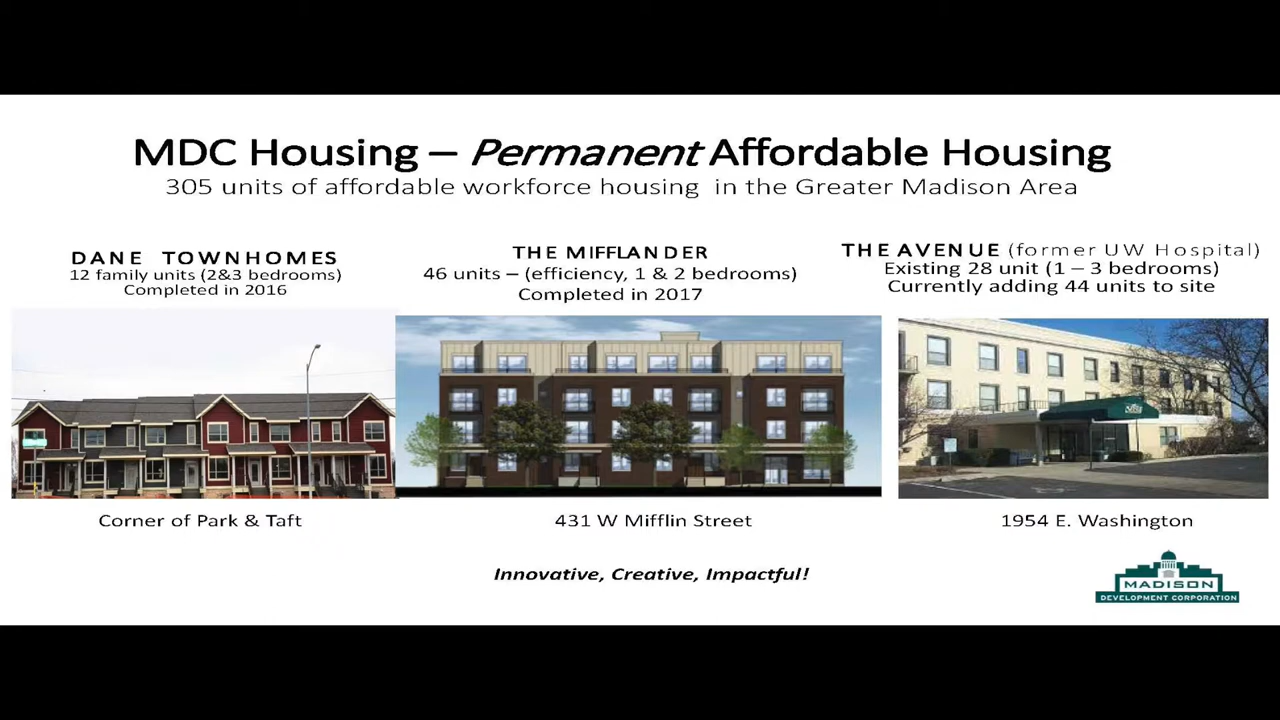 MDC Housing – Permanent Affordable Housing
305 units of affordable workforce housing in the Greater Madison Area
DANE TOWNHOMES
12 family units (2&3 bedrooms)
Completed in 2016
THE MIFFLANDER
46 units – (efficiency, 1 & 2 bedrooms)
Completed in 2017
THE AVENUE (former UW Hospital)
Existing 28 unit (1 – 3 bedrooms)
Currently adding 44 units to site
Corner of Park & Taft
431 W Mifflin Street
1954 E. Washington
Innovative, Creative, Impactful!
MADISON
DEVELOPMENT CORPORATION